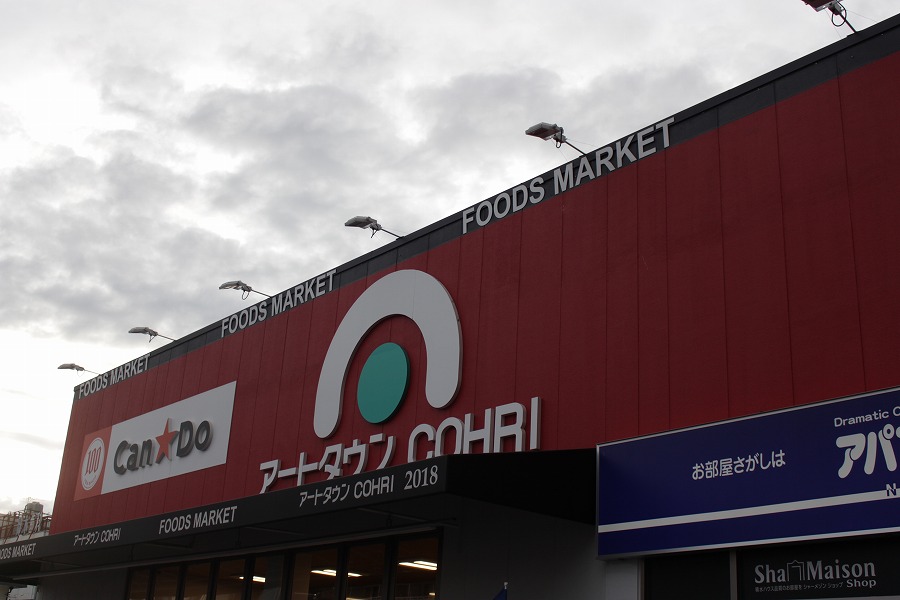 FOODS MARKET
FOODS MARKET
FOODS MARKET
100
Can★Do
アートタウン COHRI
アートタウン COHRI 2018
FOODS MARKET
アートタウン COHRI
FOODS MARKET
Dramatic
お部屋さがしは
アパ
Sha Maison
Shop